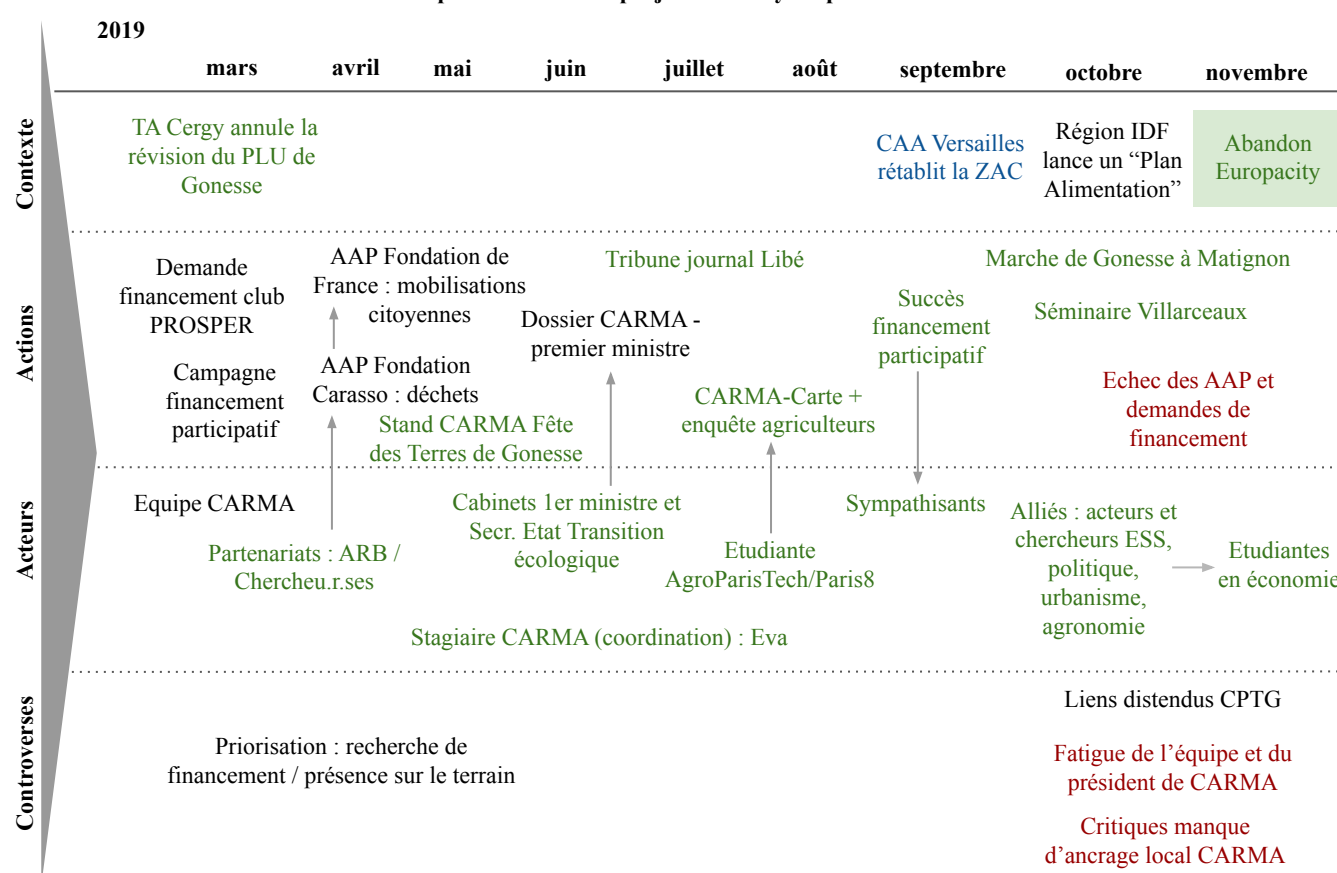 2019
mars
avril
mai
juin
juillet
août
septembre
octobre
novembre
Contexte
TA Cergy annule la
révision du PLU de
Gonesse
CAA Versailles
rétablit la ZAC
Région IDF
lance un “Plan
Alimentation”
Abandon
Europacity
Actions
Demande
financement club
PROSPER
Campagne
financement
participatif
AAP Fondation de
France : mobilisations
citoyennes
AAP Fondation
Carasso : déchets
Stand CARMA Fête
des Terres de Gonesse
Dossier CARMA -
premier ministre
Tribune journal Libé
CARMA-Carte +
enquête agriculteurs
Succès
financement
participatif
Marche de Gonesse à Matignon
Séminaire Villarceaux
Echec des AAP et
demandes de
financement
Acteurs
Equipe CARMA
Partenariats : ARB /
Chercheu.r.ses
Cabinets 1er ministre et
Secr. Etat Transition
écologique
Etudiante
AgroParisTech/Paris8
Sympathisants
Alliés : acteurs et
chercheurs ESS,
politique,
urbanisme,
agronomie
Etudiantes
en économie
Stagiaire CARMA (coordination) : Eva
Controverses
Priorisation : recherche de
financement / présence sur le terrain
Liens distendus CPTG
Fatigue de l’équipe et du
président de CARMA
Critiques manque
d’ancrage local CARMA